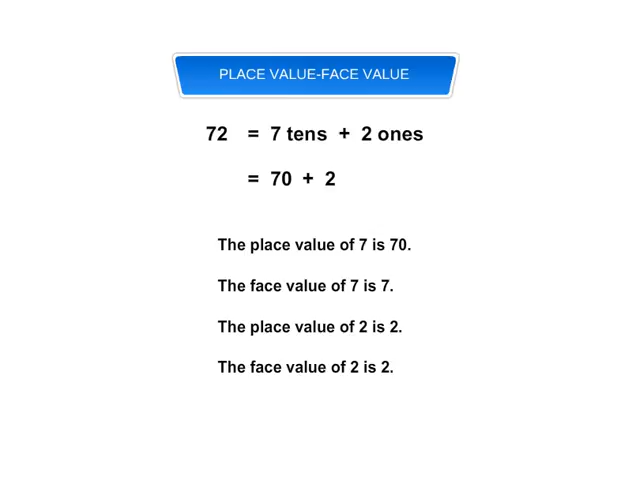 PLACE VALUE-FACE VALUE
72 = 7 tens + 2 ones
= 70 + 2
The place value of 7 is 70.
The face value of 7 is 7.
The place value of 2 is 2.
The face value of 2 is 2.